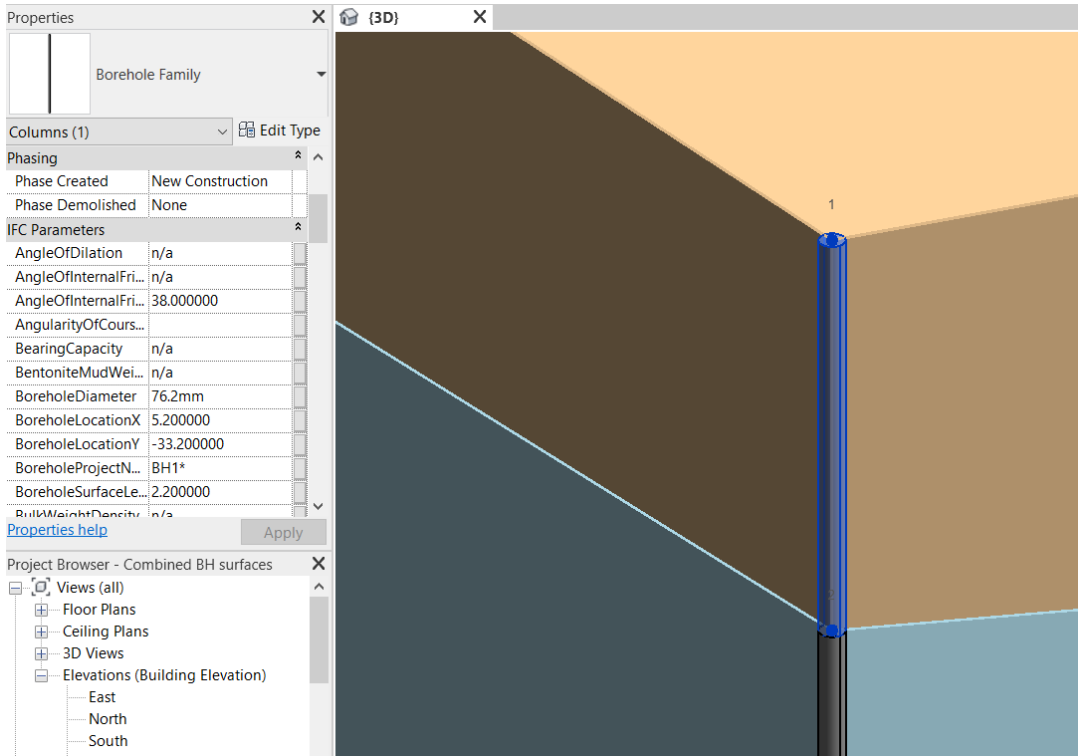 Properties
{3D}
Borehole Family
Columns (1)
Edit Type
Phasing
Phase Created New Construction
Phase Demolished None
IFC Parameters
AngleOfDilation n/a
AngleOfInternalFri... n/a
AngleOfInternalFri... 38.000000
AngularityOfCours...
BearingCapacity n/a
BentoniteMudWei... n/a
BoreholeDiameter 76.2mm
BoreholeLocationX 5.200000
BoreholeLocationY -33.200000
BoreholeProjectN... BH1*
BoreholeSurfaceLe... 2.200000
BulkWeightDensity n/a
Properties help
Apply
Project Browser - Combined BH surfaces
Views (all)
Floor Plans
Ceiling Plans
3D Views
Elevations (Building Elevation)
East
North
South
1
2